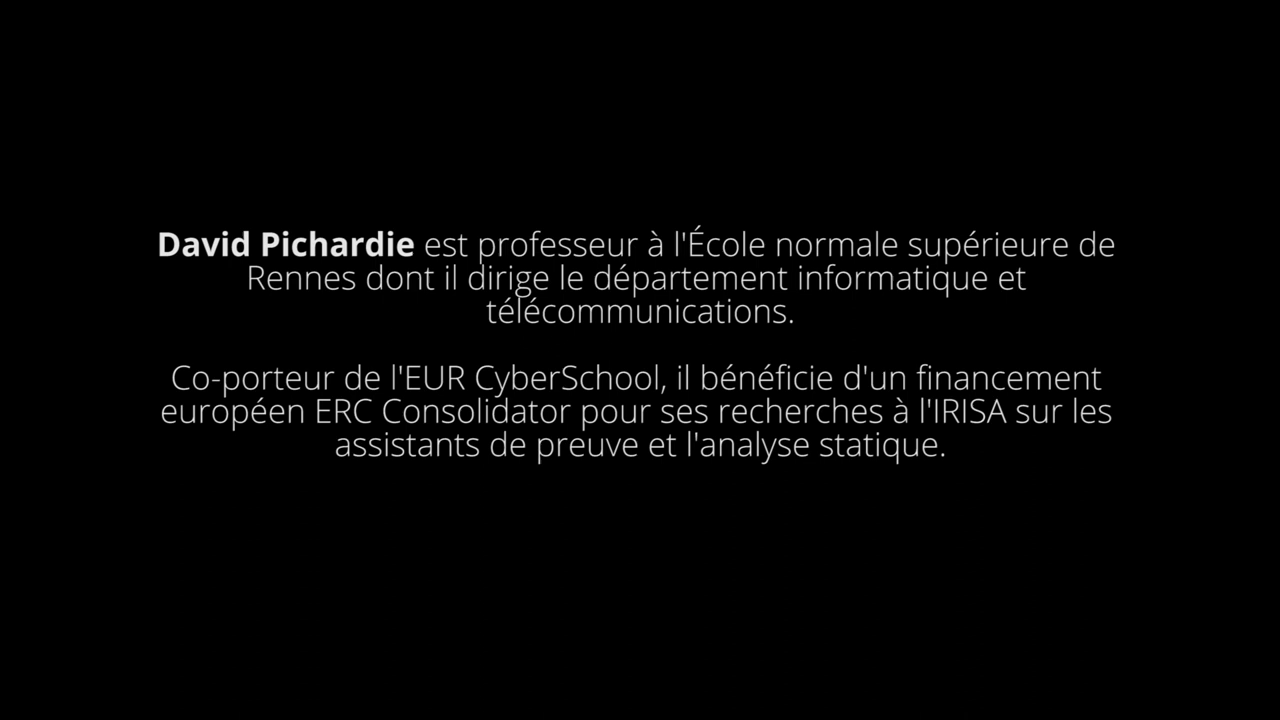 David Pichardie est professeur à l'École normale supérieure de
Rennes dont il dirige le département informatique et
télécommunications.
Co-porteur de l'EUR CyberSchool, il bénéficie d'un financement
européen ERC Consolidator pour ses recherches à l'IRISA sur les
assistants de preuve et l'analyse statique.